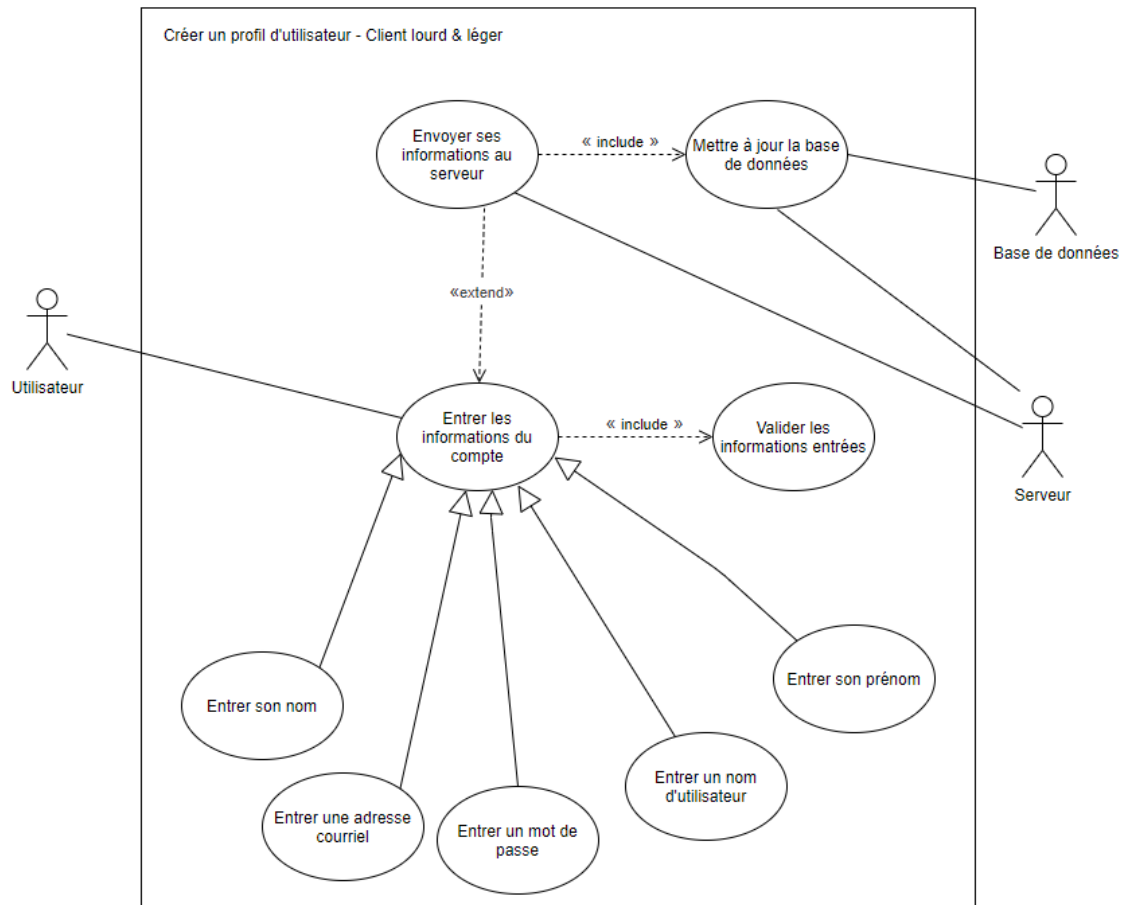 Créer un profil d'utilisateur - Client lourd & léger
Envoyer ses
informations au
serveur
« include »
Mettre à jour la base
de données
Base de données
«extend»
Utilisateur
Entrer les
informations du
compte
« include »
Valider les
informations entrées
Serveur
Entrer son prénom
Entrer son nom
Entrer un nom
d'utilisateur
Entrer une adresse
courriel
Entrer un mot de
passe